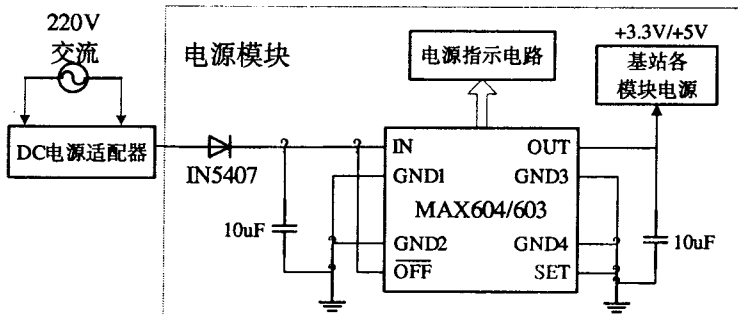 220V
交流
DC电源适配器
电源模块
IN5407
10uF
电源指示电路
IN
GND1
GND2
OFF
MAX604/603
OUT
GND3
GND4
SET
+3.3V/+5V
基站各
模块电源
10uF